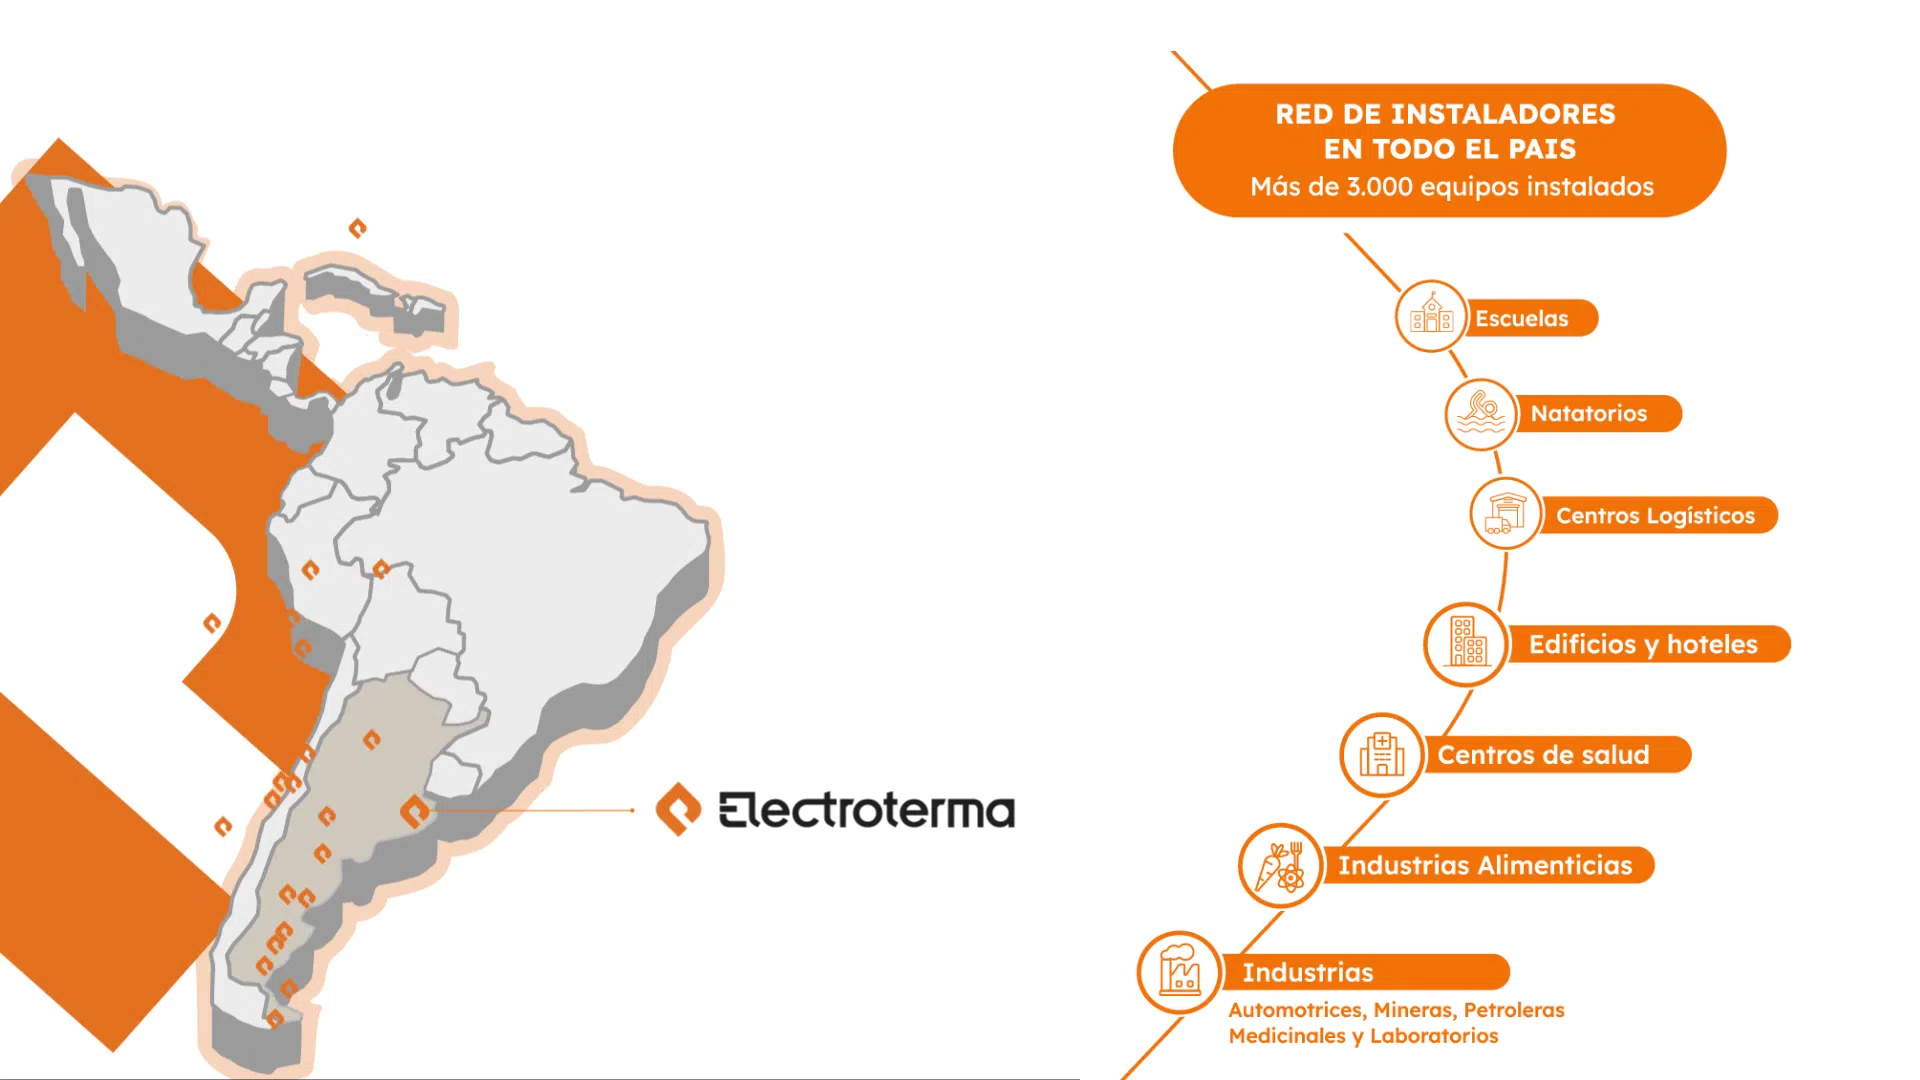 Electroterma
RED DE INSTALADORES
EN TODO EL PAIS
Más de 3.000 equipos instalados
Escuelas
Natatorios
Centros Logísticos
Edificios y hoteles
Centros de salud
Industrias Alimenticias
Industrias
Automotrices, Mineras, Petroleras
Medicinales y Laboratorios